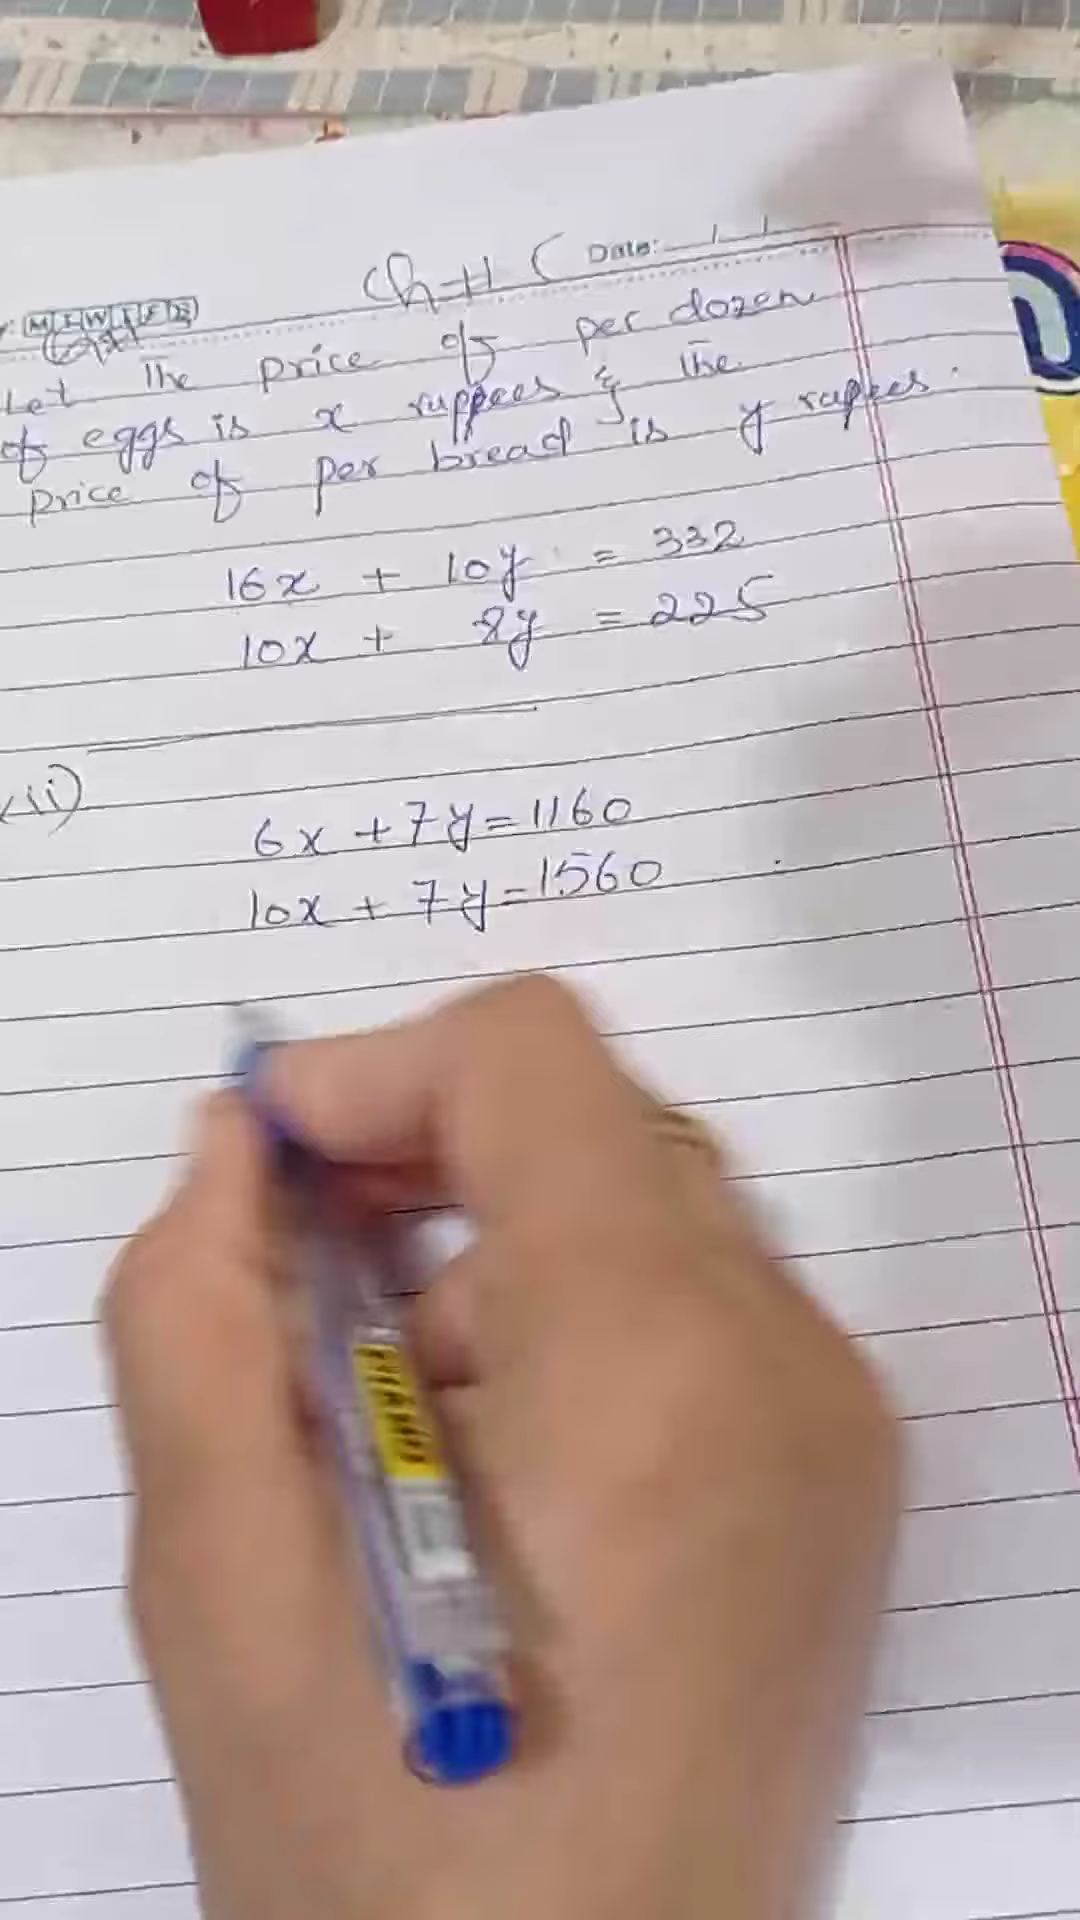 Ch-11 Date:
M T W T F S
Let The price of per dozen
of eggs is x ruppees & The
price of per bread is y rupees.
16x + 10y = 332
10x + 8y = 225
(ii)
6x + 7y = 1160
10x + 7y = 1560